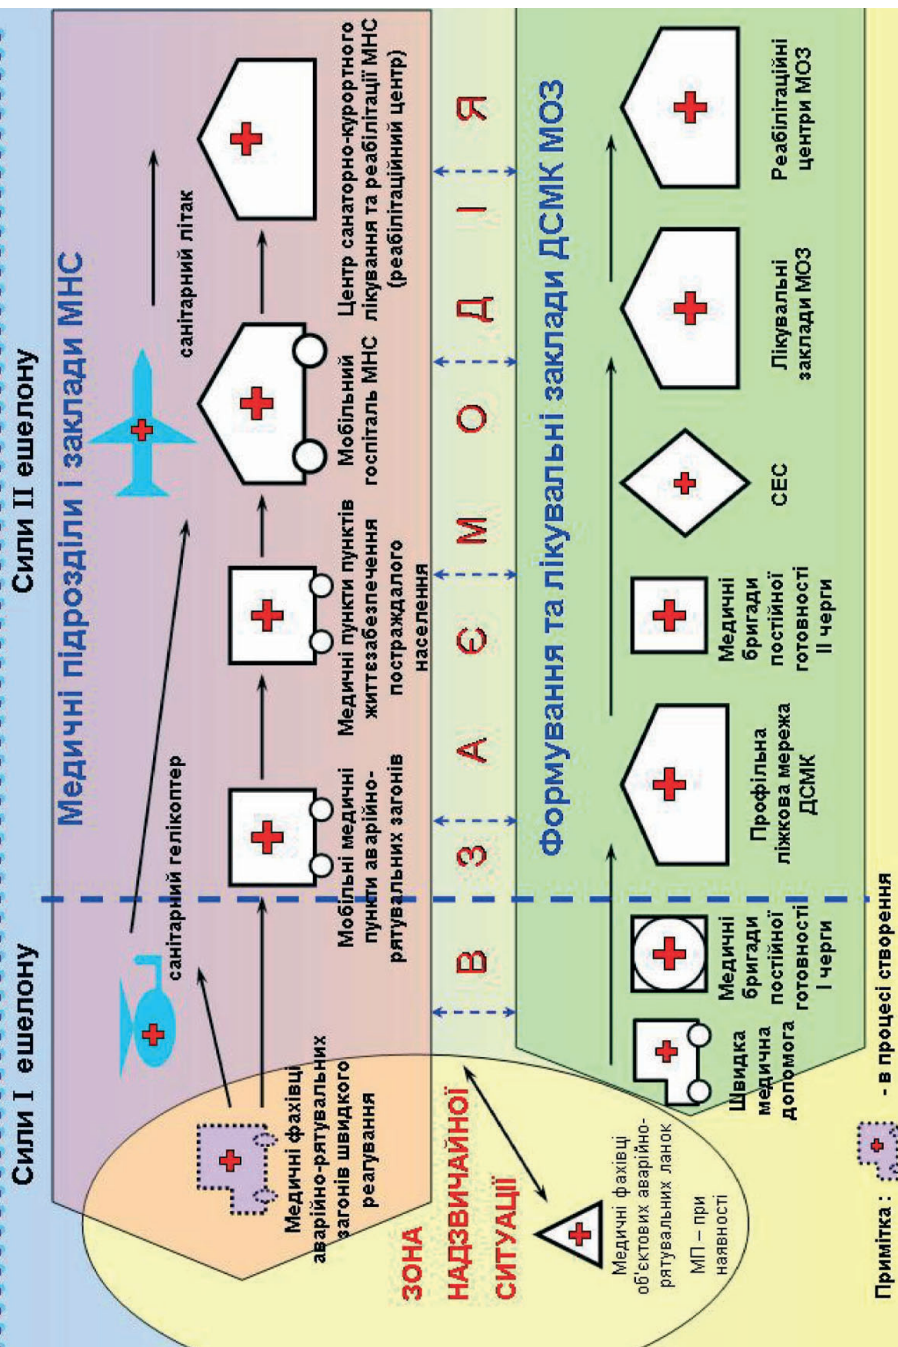 Сили I ешелону
Сили II ешелону
Медичні підрозділи і заклади МНС
санітарний гелікоптер
санітарний літак
Медичні фахівці
аварійно-рятувальних
загонів швидкого
реагування
Мобільні медичні
пункти аварійно-
рятувальних загонів
Медичні пункти пунктів
життєзабезпечення
постраждалого
населення
Мобільний
госпіталь МНС
Центр санаторно-курортного
лікування та реабілітації МНС
(реабілітаційний центр)
ЗОНА
НАДЗВИЧАЙНОЇ
СИТУАЦІЇ
В З А Є М О Д І Я
Медичні фахівці
об'єктових аварійно-
рятувальних ланок
МП – при
наявності
Формування та лікувальні заклади ДСМК МОЗ
Швидка
медична
допомога
Медичні
бригади
постійної
готовності
I черги
Профільна
ліжкова мережа
ДСМК
Медичні
бригади
постійної
готовності
II черги
СЕС
Лікувальні
заклади МОЗ
Реабілітаційні
центри МОЗ
Примітка : - в процесі створення